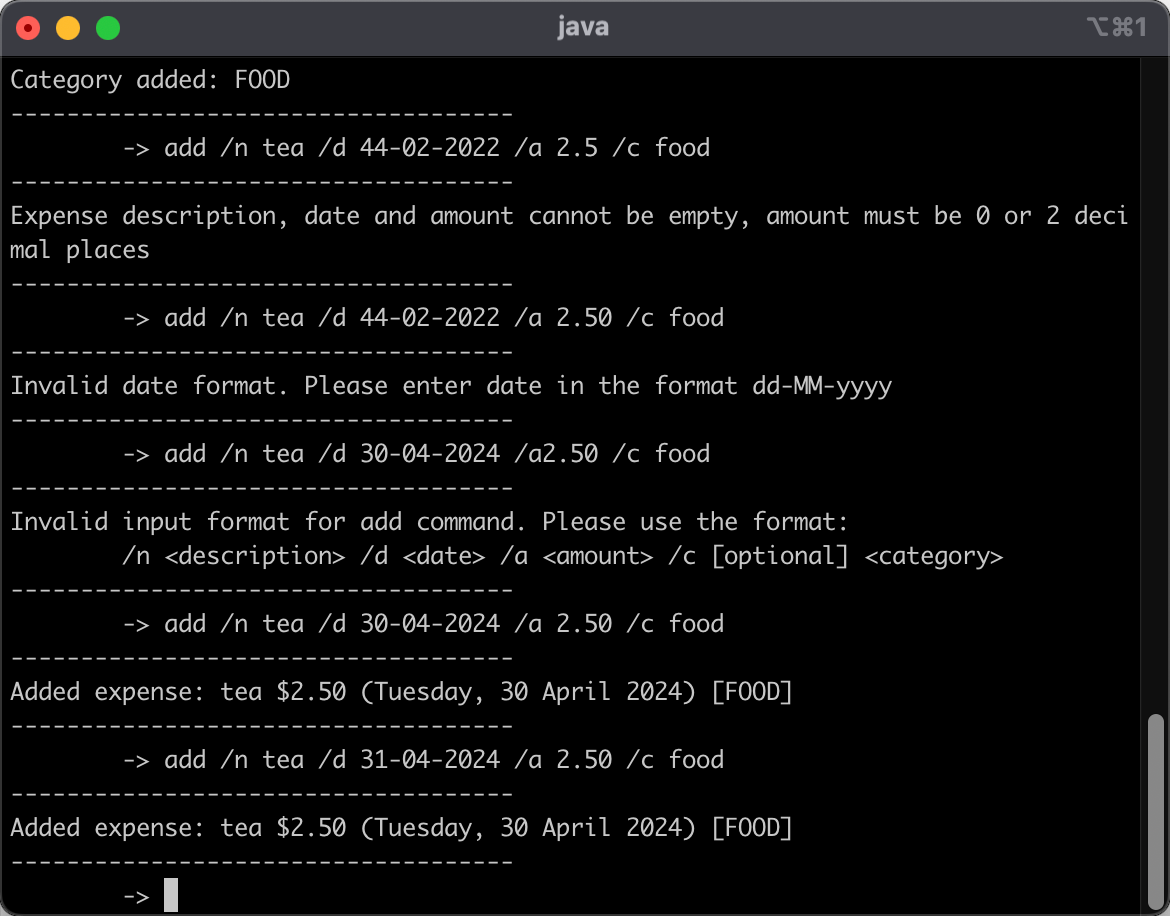 java
⌥⌘1
Category added: FOOD
------------------------------------
-> add /n tea /d 44-02-2022 /a 2.5 /c food
------------------------------------
Expense description, date and amount cannot be empty, amount must be 0 or 2 deci
mal places
------------------------------------
-> add /n tea /d 44-02-2022 /a 2.50 /c food
------------------------------------
Invalid date format. Please enter date in the format dd-MM-yyyy
------------------------------------
-> add /n tea /d 30-04-2024 /a2.50 /c food
------------------------------------
Invalid input format for add command. Please use the format:
/n <description> /d <date> /a <amount> /c [optional] <category>
------------------------------------
-> add /n tea /d 30-04-2024 /a 2.50 /c food
------------------------------------
Added expense: tea $2.50 (Tuesday, 30 April 2024) [FOOD]
------------------------------------
-> add /n tea /d 31-04-2024 /a 2.50 /c food
------------------------------------
Added expense: tea $2.50 (Tuesday, 30 April 2024) [FOOD]
------------------------------------
->